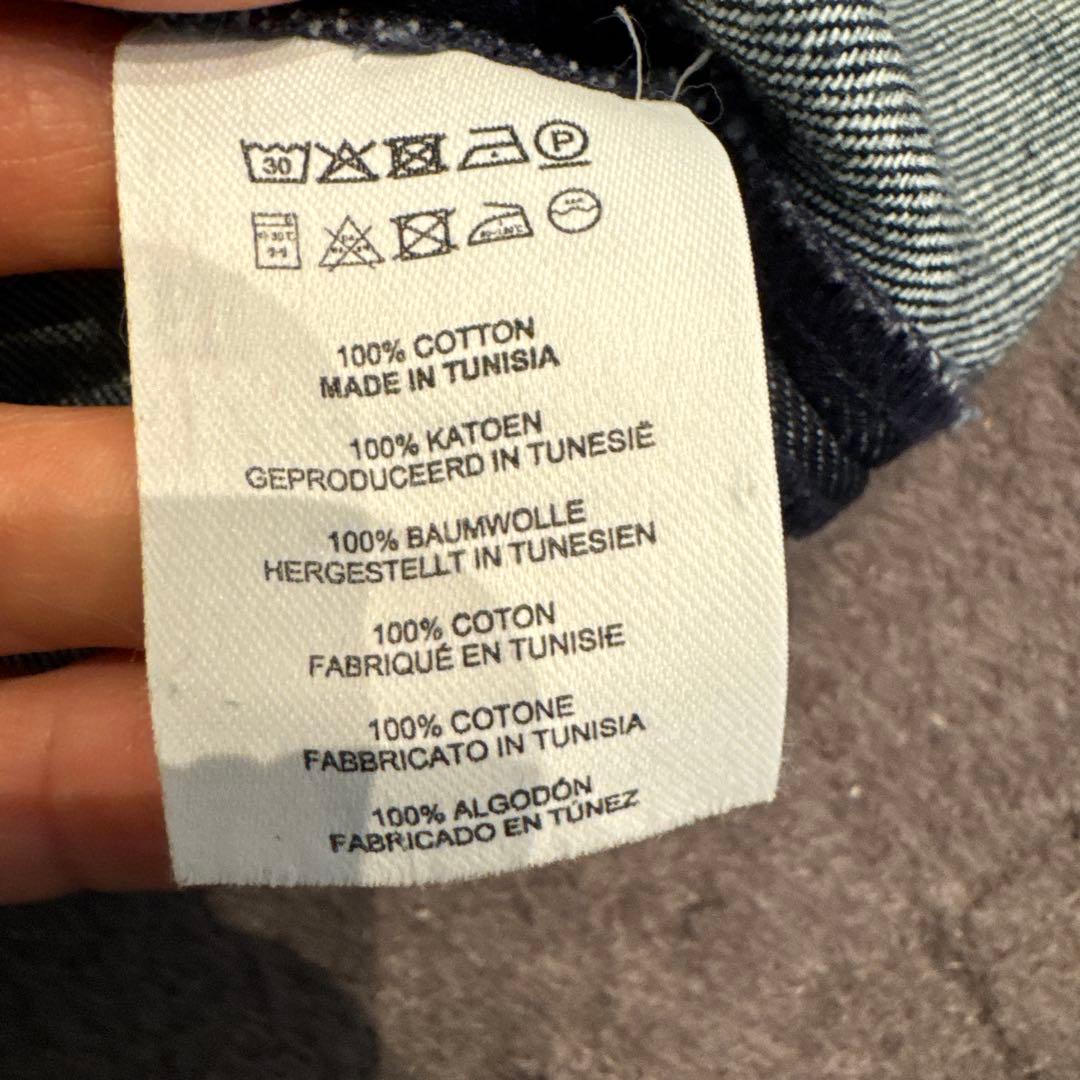 30 P
100% COTTON
MADE IN TUNISIA
100% KATOEN
GEPRODUCEERD IN TUNESIË
100% BAUMWOLLE
HERGESTELLT IN TUNESIEN
100% COTON
FABRIQUÉ EN TUNISIE
100% COTONE
FABBRICATO IN TUNISIA
100% ALGODÓN
FABRICADO EN TÚNEZ